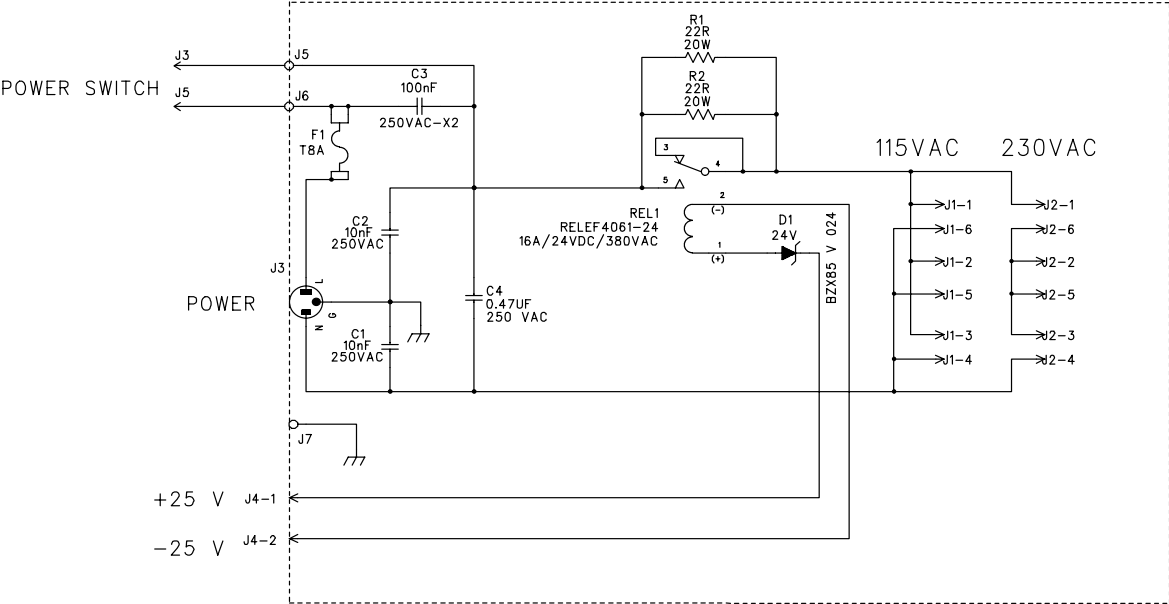 R1
22R
20W
R2
22R
20W
J3
J5
POWER SWITCH
J5
J6
C3
100nF
250VAC-X2
F1
T8A
3
4
5
115VAC
230VAC
C2
10nF
250VAC
REL1
RELEF4061-24
16A/24VDC/380VAC
2
(-)
1
(+)
D1
24V
BZX85 V 024
J1-1
J1-6
J1-2
J1-5
J1-3
J1-4
J2-1
J2-6
J2-2
J2-5
J2-3
J2-4
J3
POWER
L
G
N
C4
0.47UF
250 VAC
C1
10nF
250VAC
J7
+25 V
J4-1
-25 V
J4-2